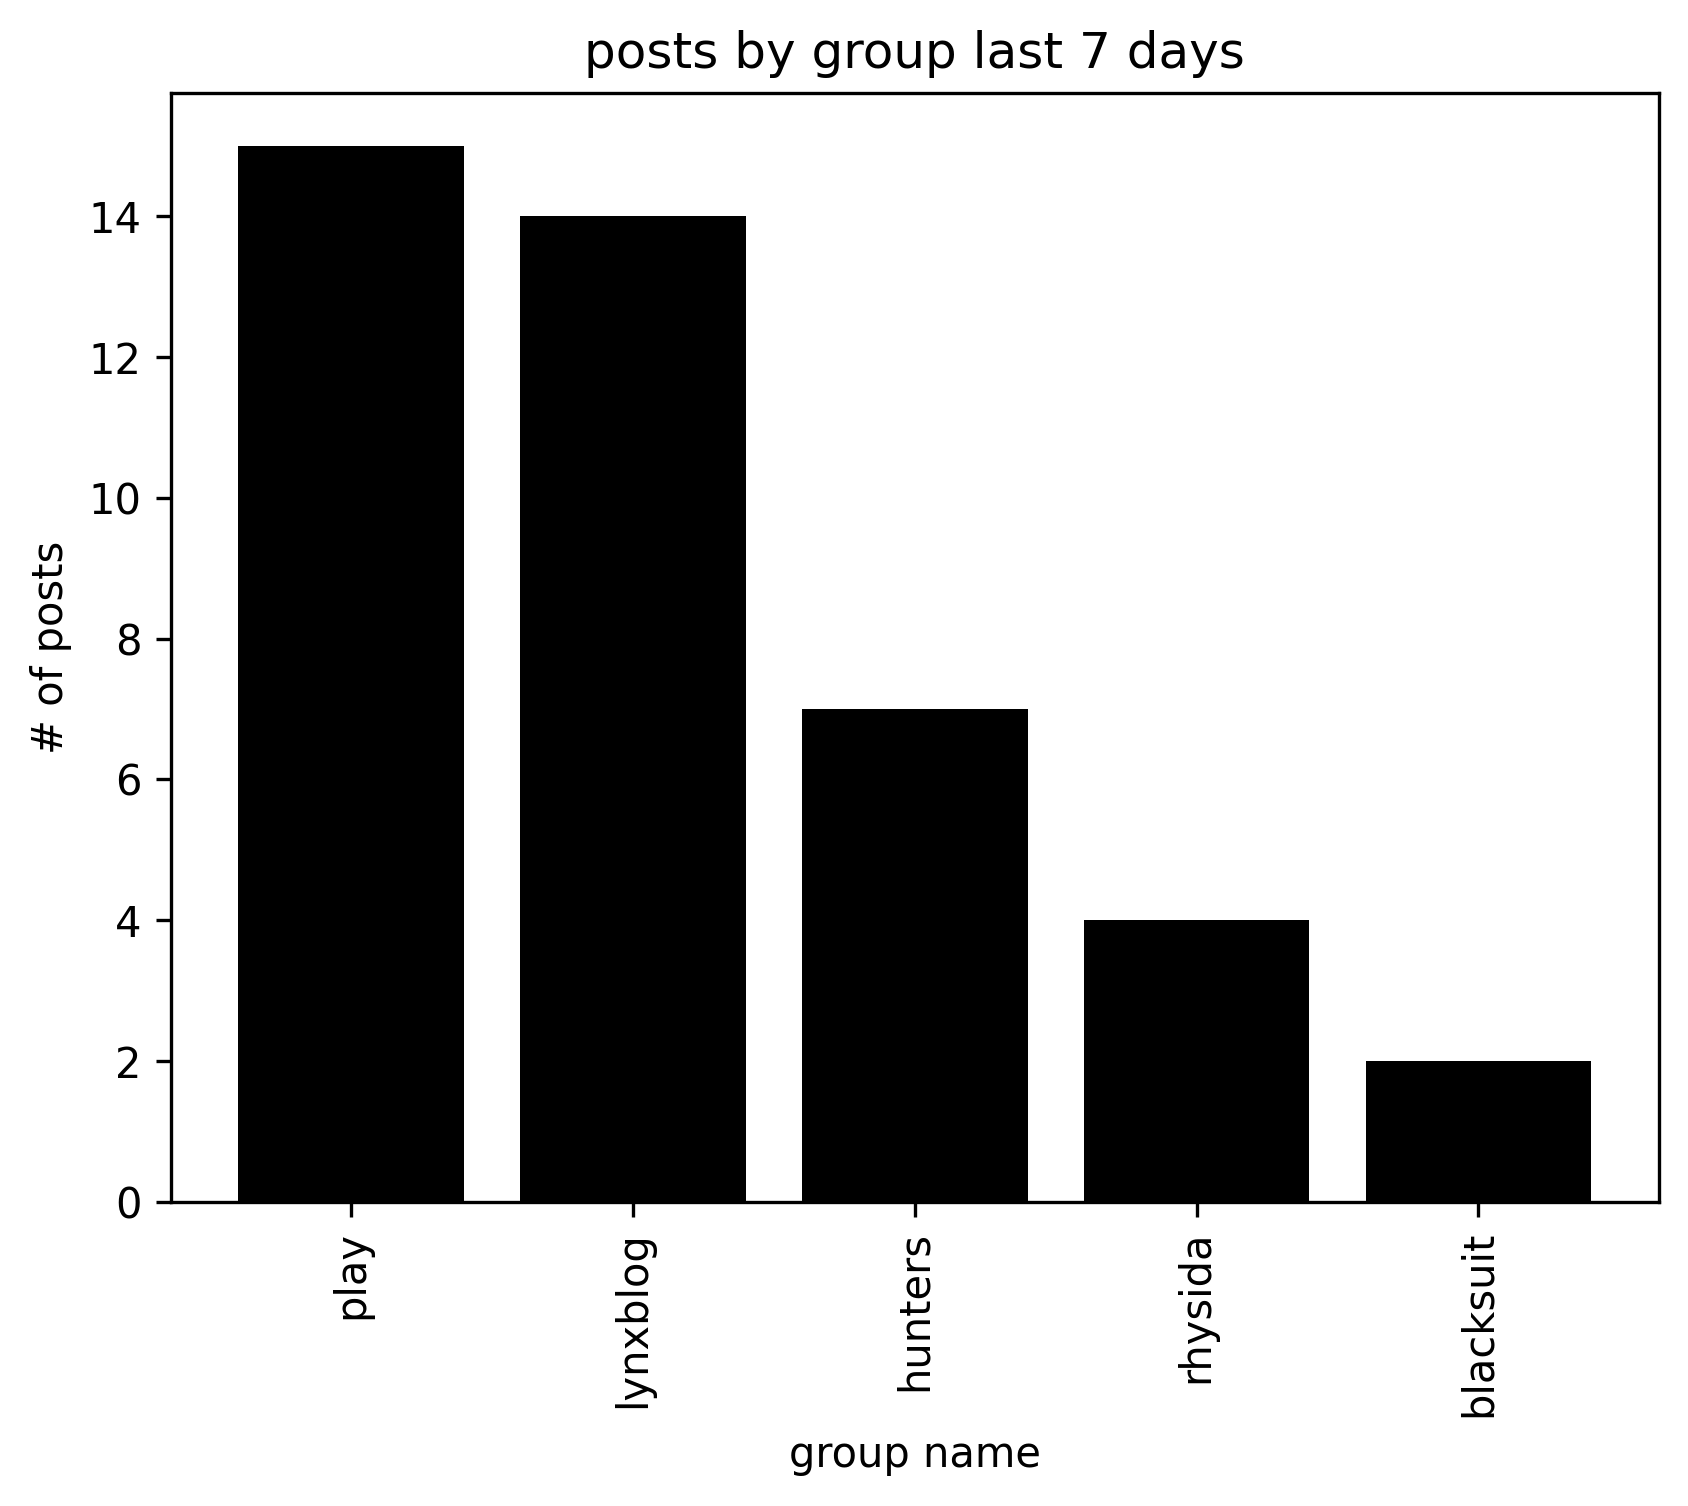 posts by group last 7 days
# of posts
14
12
10
8
6
4
2
0
play
lynxblog
hunters
rhysida
blacksuit
group name